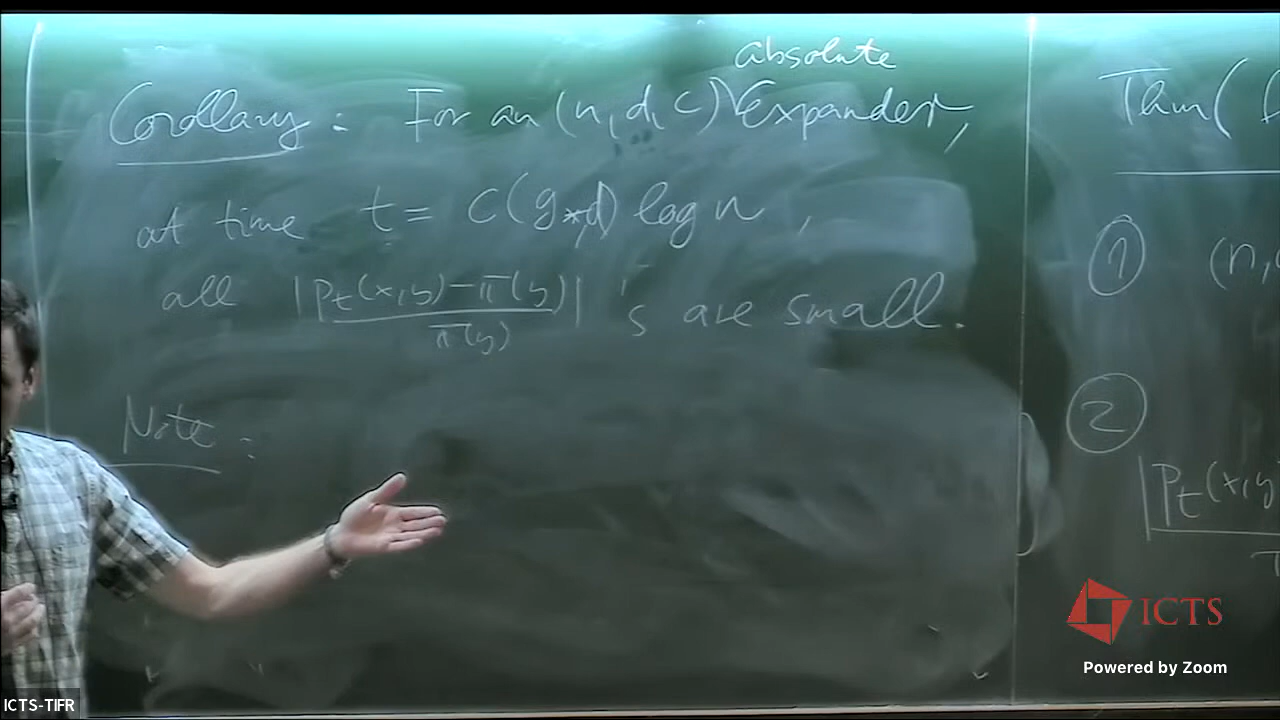 absolute
Corollary : For an (n, d, c) Expander,
at time t = c(g*,d) log n ,
all |Pt(x,y) - π(y) / π(y)| 's are small.
Note :
Thm (
① (n,
②
|Pt(x,y
ICTS
Powered by Zoom
ICTS-TIFR